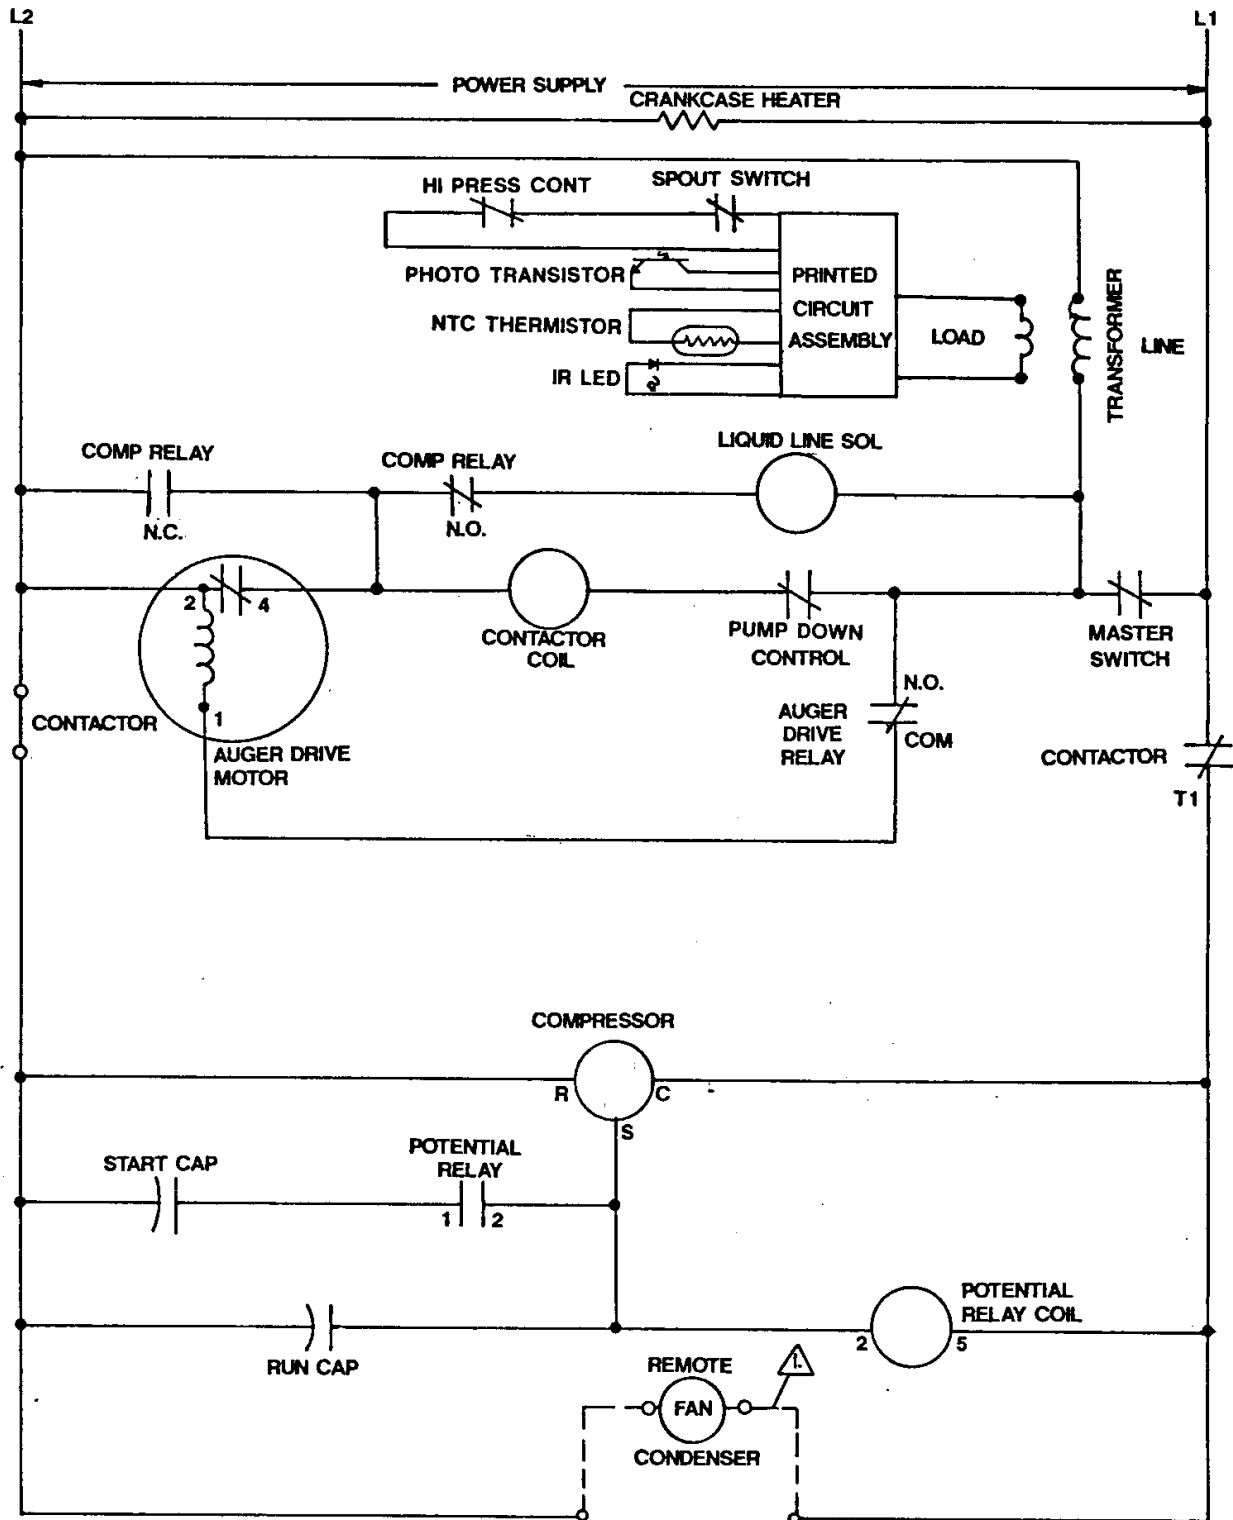 L2
L1
POWER SUPPLY
CRANKCASE HEATER
HI PRESS CONT
SPOUT SWITCH
PHOTO TRANSISTOR
NTC THERMISTOR
IR LED
PRINTED
CIRCUIT
ASSEMBLY
LOAD
TRANSFORMER
LINE
COMP RELAY
N.C.
COMP RELAY
N.O.
LIQUID LINE SOL
2
4
1
AUGER DRIVE
MOTOR
CONTACTOR
CONTACTOR
COIL
PUMP DOWN
CONTROL
MASTER
SWITCH
N.O.
AUGER
DRIVE
RELAY
COM
CONTACTOR
T1
COMPRESSOR
R
C
S
START CAP
POTENTIAL
RELAY
1
2
RUN CAP
2
5
POTENTIAL
RELAY COIL
REMOTE
FAN
CONDENSER
1.